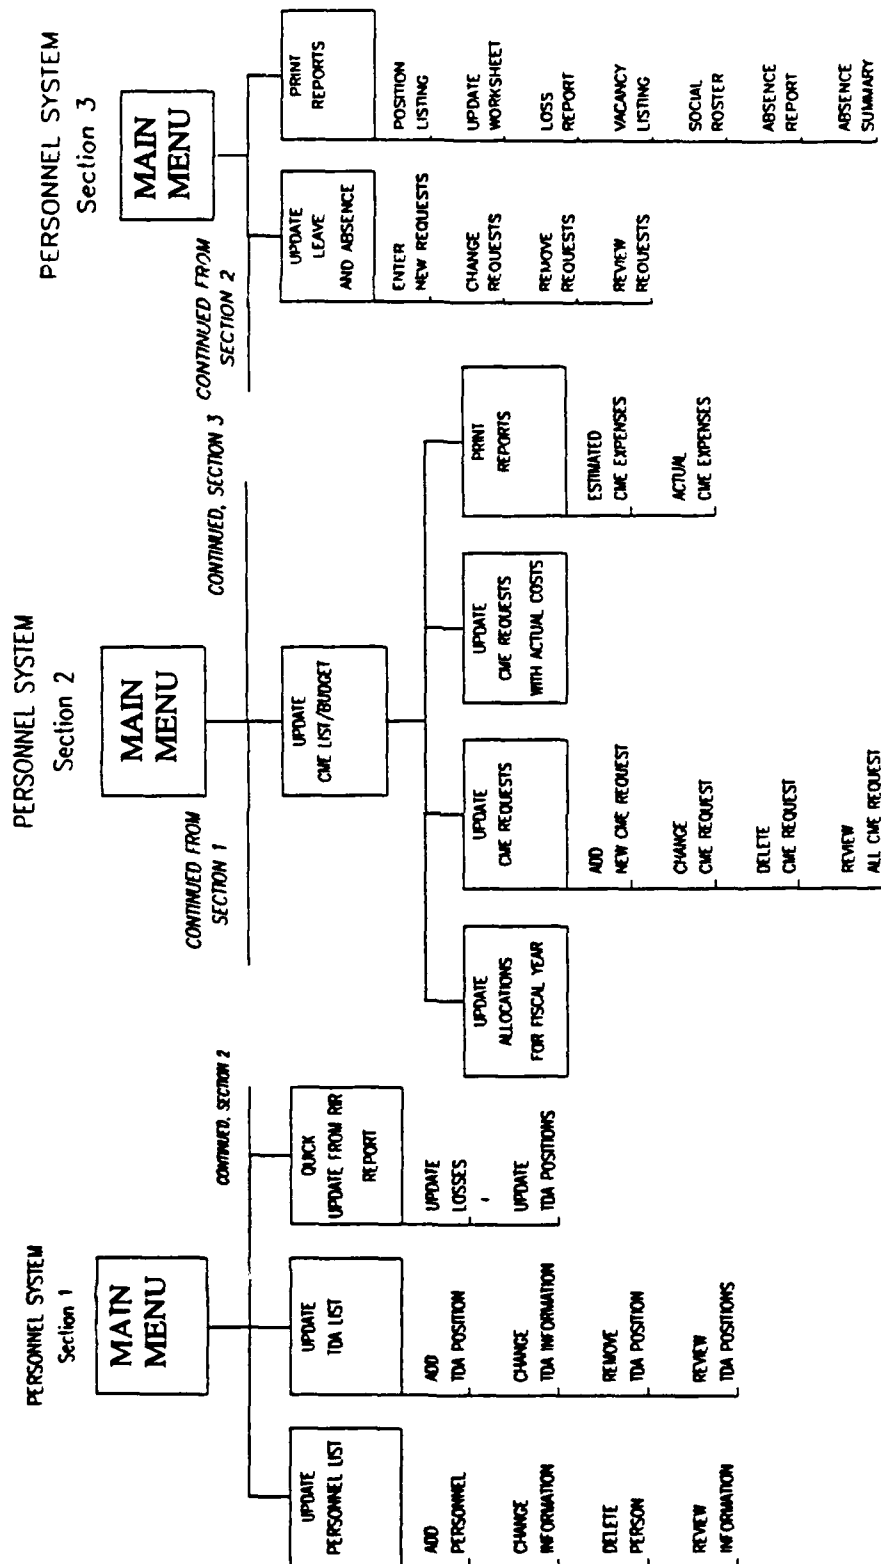 PERSONNEL SYSTEM
Section 1
MAIN
MENU
CONTINUED, SECTION 2
UPDATE
PERSONNEL LIST
ADD
PERSONNEL
CHANGE
INFORMATION
DELETE
PERSON
REVIEW
INFORMATION
UPDATE
TDA LIST
ADD
TDA POSITION
CHANGE
TDA INFORMATION
REMOVE
TDA POSITION
REVIEW
TDA POSITIONS
QUICK
UPDATE FROM RIR
REPORT
UPDATE
LOSSES
UPDATE
TDA POSITIONS
PERSONNEL SYSTEM
Section 2
MAIN
MENU
CONTINUED FROM
SECTION 1
CONTINUED, SECTION 3
UPDATE
CME LIST/BUDGET
UPDATE
ALLOCATIONS
FOR FISCAL YEAR
UPDATE
CME REQUESTS
ADD
NEW CME REQUEST
CHANGE
CME REQUEST
DELETE
CME REQUEST
REVIEW
ALL CME REQUEST
UPDATE
CME REQUESTS
WITH ACTUAL COSTS
PRINT
REPORTS
ESTIMATED
CME EXPENSES
ACTUAL
CME EXPENSES
PERSONNEL SYSTEM
Section 3
MAIN
MENU
CONTINUED FROM
SECTION 2
UPDATE
LEAVE
AND ABSENCE
ENTER
NEW REQUESTS
CHANGE
REQUESTS
REMOVE
REQUESTS
REVIEW
REQUESTS
PRINT
REPORTS
POSITION
LISTING
UPDATE
WORKSHEET
LOSS
REPORT
VACANCY
LISTING
SOCIAL
ROSTER
ABSENCE
REPORT
ABSENCE
SUMMARY